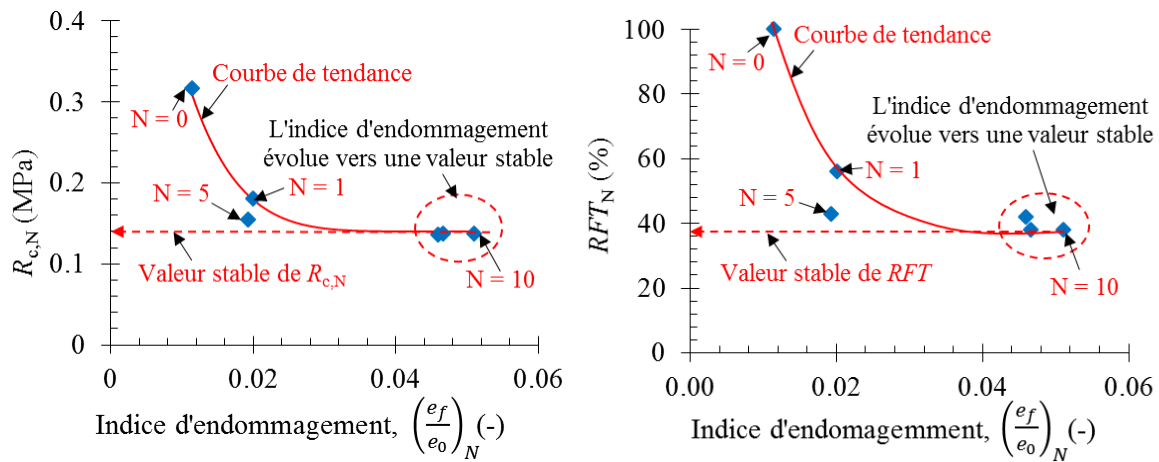 0.4
0.3
0.2
0.1
0
0
0.02
0.04
0.06
R_c,N (MPa)
Courbe de tendance
N = 0
L'indice d'endommagement
évolue vers une valeur stable
N = 1
N = 5
Valeur stable de R_c,N
N = 10
Indice d'endommagement, (e_f/e_0)_N (-)
100
80
60
40
20
0
0.00
0.02
0.04
0.06
RFT_N (%)
Courbe de tendance
N = 0
L'indice d'endommagement
évolue vers une valeur stable
N = 1
N = 5
Valeur stable de RFT
N = 10
Indice d'endomagemment, (e_f/e_0)_N (-)